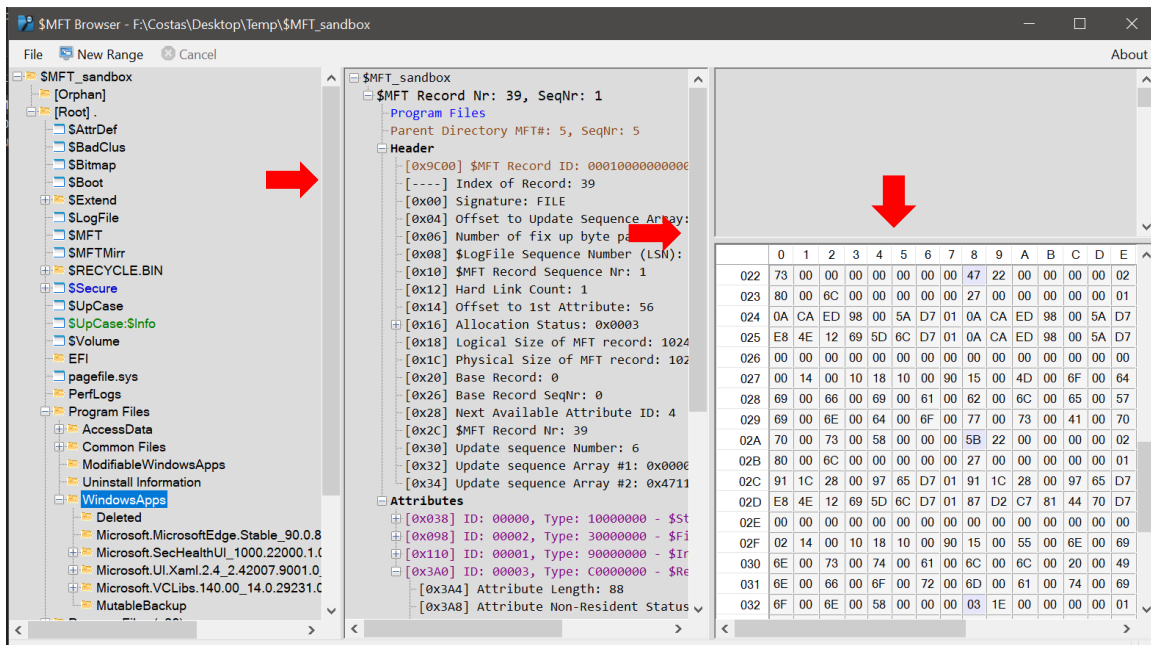 $MFT Browser - F:\Costas\Desktop\Temp\$MFT_sandbox
File New Range Cancel About
$MFT_sandbox
[Orphan]
[Root] .
$AttrDef
$BadClus
$Bitmap
$Boot
$Extend
$LogFile
$MFT
$MFTMirr
$RECYCLE.BIN
$Secure
$UpCase
$UpCase:$Info
$Volume
EFI
pagefile.sys
PerfLogs
Program Files
AccessData
Common Files
ModifiableWindowsApps
Uninstall Information
WindowsApps
Deleted
Microsoft.MicrosoftEdge.Stable_90.0.8
Microsoft.SecHealthUI_1000.22000.1.0
Microsoft.UI.Xaml.2.4_2.42007.9001.0_
Microsoft.VCLibs.140.00_14.0.29231.0
MutableBackup
$MFT_sandbox
$MFT Record Nr: 39, SeqNr: 1
Program Files
Parent Directory MFT#: 5, SeqNr: 5
Header
[0x9C00] $MFT Record ID: 00010000000000
[----] Index of Record: 39
[0x00] Signature: FILE
[0x04] Offset to Update Sequence Array:
[0x06] Number of fix up byte pa
[0x08] $LogFile Sequence Number (LSN):
[0x10] $MFT Record Sequence Nr: 1
[0x12] Hard Link Count: 1
[0x14] Offset to 1st Attribute: 56
[0x16] Allocation Status: 0x0003
[0x18] Logical Size of MFT record: 1024
[0x1C] Physical Size of MFT record: 102
[0x20] Base Record: 0
[0x26] Base Record SeqNr: 0
[0x28] Next Available Attribute ID: 4
[0x2C] $MFT Record Nr: 39
[0x30] Update sequence Number: 6
[0x32] Update sequence Array #1: 0x0000
[0x34] Update sequence Array #2: 0x4711
Attributes
[0x038] ID: 00000, Type: 10000000 - $St
[0x098] ID: 00002, Type: 30000000 - $Fi
[0x110] ID: 00001, Type: 90000000 - $In
[0x3A0] ID: 00003, Type: C0000000 - $Re
[0x3A4] Attribute Length: 88
[0x3A8] Attribute Non-Resident Status
0 1 2 3 4 5 6 7 8 9 A B C D E
022 73 00 00 00 00 00 00 00 47 22 00 00 00 00 02
023 80 00 6C 00 00 00 00 00 27 00 00 00 00 00 01
024 0A CA ED 98 00 5A D7 01 0A CA ED 98 00 5A D7
025 E8 4E 12 69 5D 6C D7 01 0A CA ED 98 00 5A D7
026 00 00 00 00 00 00 00 00 00 00 00 00 00 00 00
027 00 14 00 10 18 10 00 90 15 00 4D 00 6F 00 64
028 69 00 66 00 69 00 61 00 62 00 6C 00 65 00 57
029 69 00 6E 00 64 00 6F 00 77 00 73 00 41 00 70
02A 70 00 73 00 58 00 00 00 5B 22 00 00 00 00 02
02B 80 00 6C 00 00 00 00 00 27 00 00 00 00 00 01
02C 91 1C 28 00 97 65 D7 01 91 1C 28 00 97 65 D7
02D E8 4E 12 69 5D 6C D7 01 87 D2 C7 81 44 70 D7
02E 00 00 00 00 00 00 00 00 00 00 00 00 00 00 00
02F 02 14 00 10 18 10 00 90 15 00 55 00 6E 00 69
030 6E 00 73 00 74 00 61 00 6C 00 6C 00 20 00 49
031 6E 00 66 00 6F 00 72 00 6D 00 61 00 74 00 69
032 6F 00 6E 00 58 00 00 00 03 1E 00 00 00 00 01